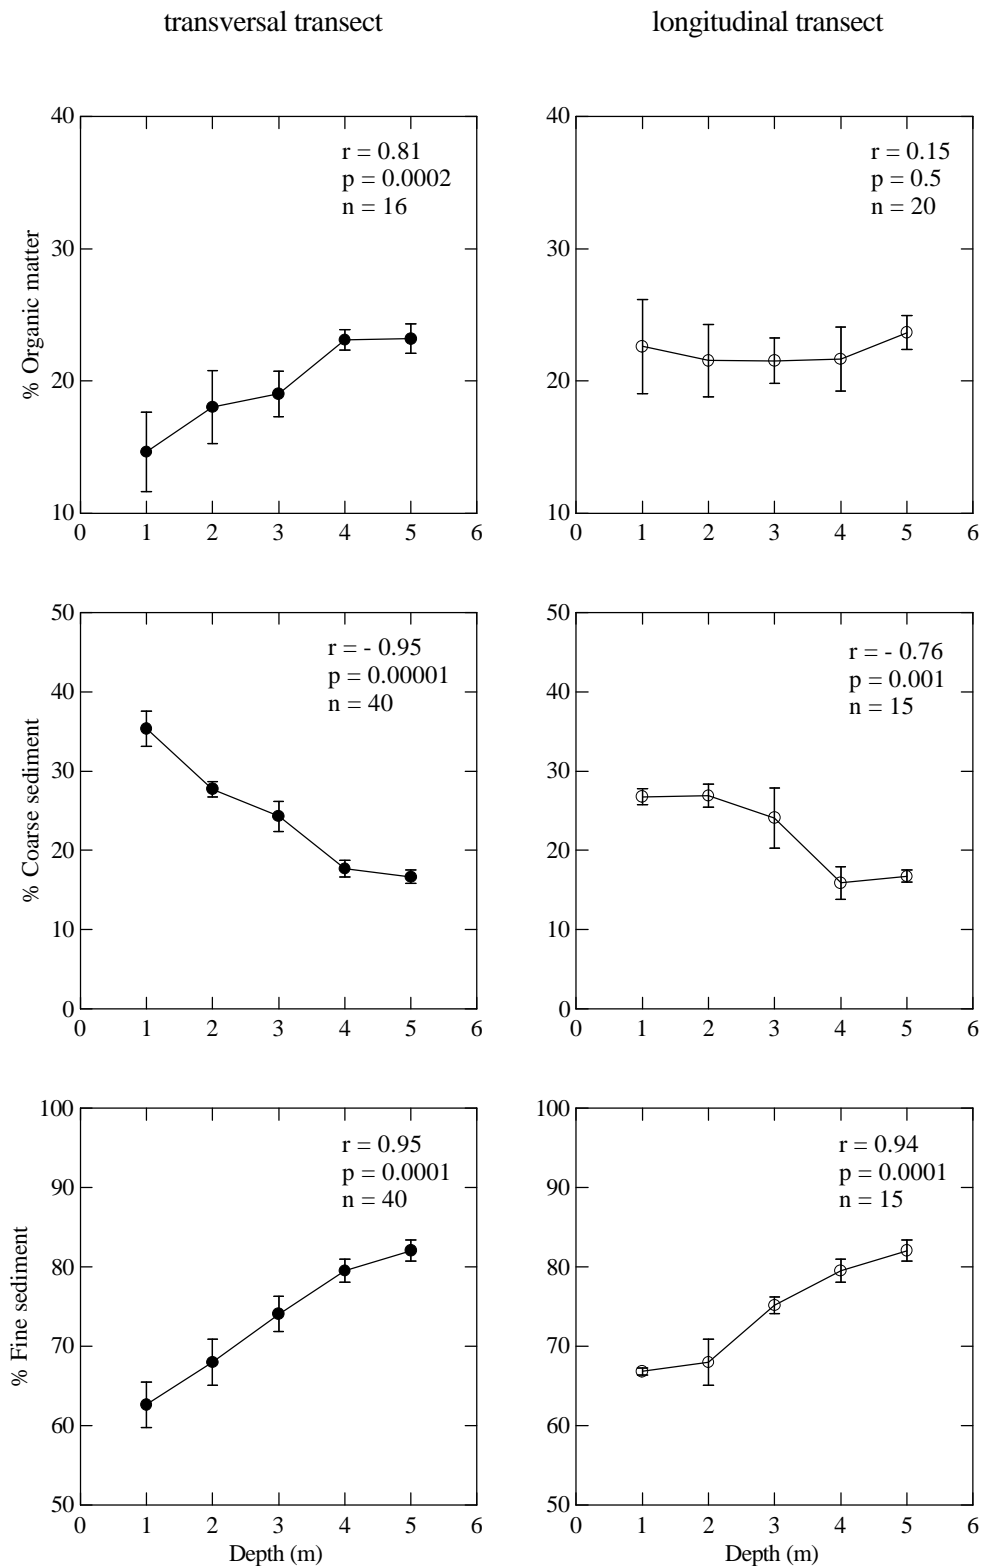 transversal transect
longitudinal transect
40
30
20
10
% Organic matter
r = 0.81
p = 0.0002
n = 16
0 1 2 3 4 5 6
r = 0.15
p = 0.5
n = 20
0 1 2 3 4 5 6
50
40
30
20
10
0
% Coarse sediment
r = - 0.95
p = 0.00001
n = 40
0 1 2 3 4 5 6
50
40
30
20
10
0
r = - 0.76
p = 0.001
n = 15
0 1 2 3 4 5 6
100
90
80
70
60
50
% Fine sediment
r = 0.95
p = 0.0001
n = 40
0 1 2 3 4 5 6
Depth (m)
100
90
80
70
60
50
r = 0.94
p = 0.0001
n = 15
0 1 2 3 4 5 6
Depth (m)
40
30
20
10